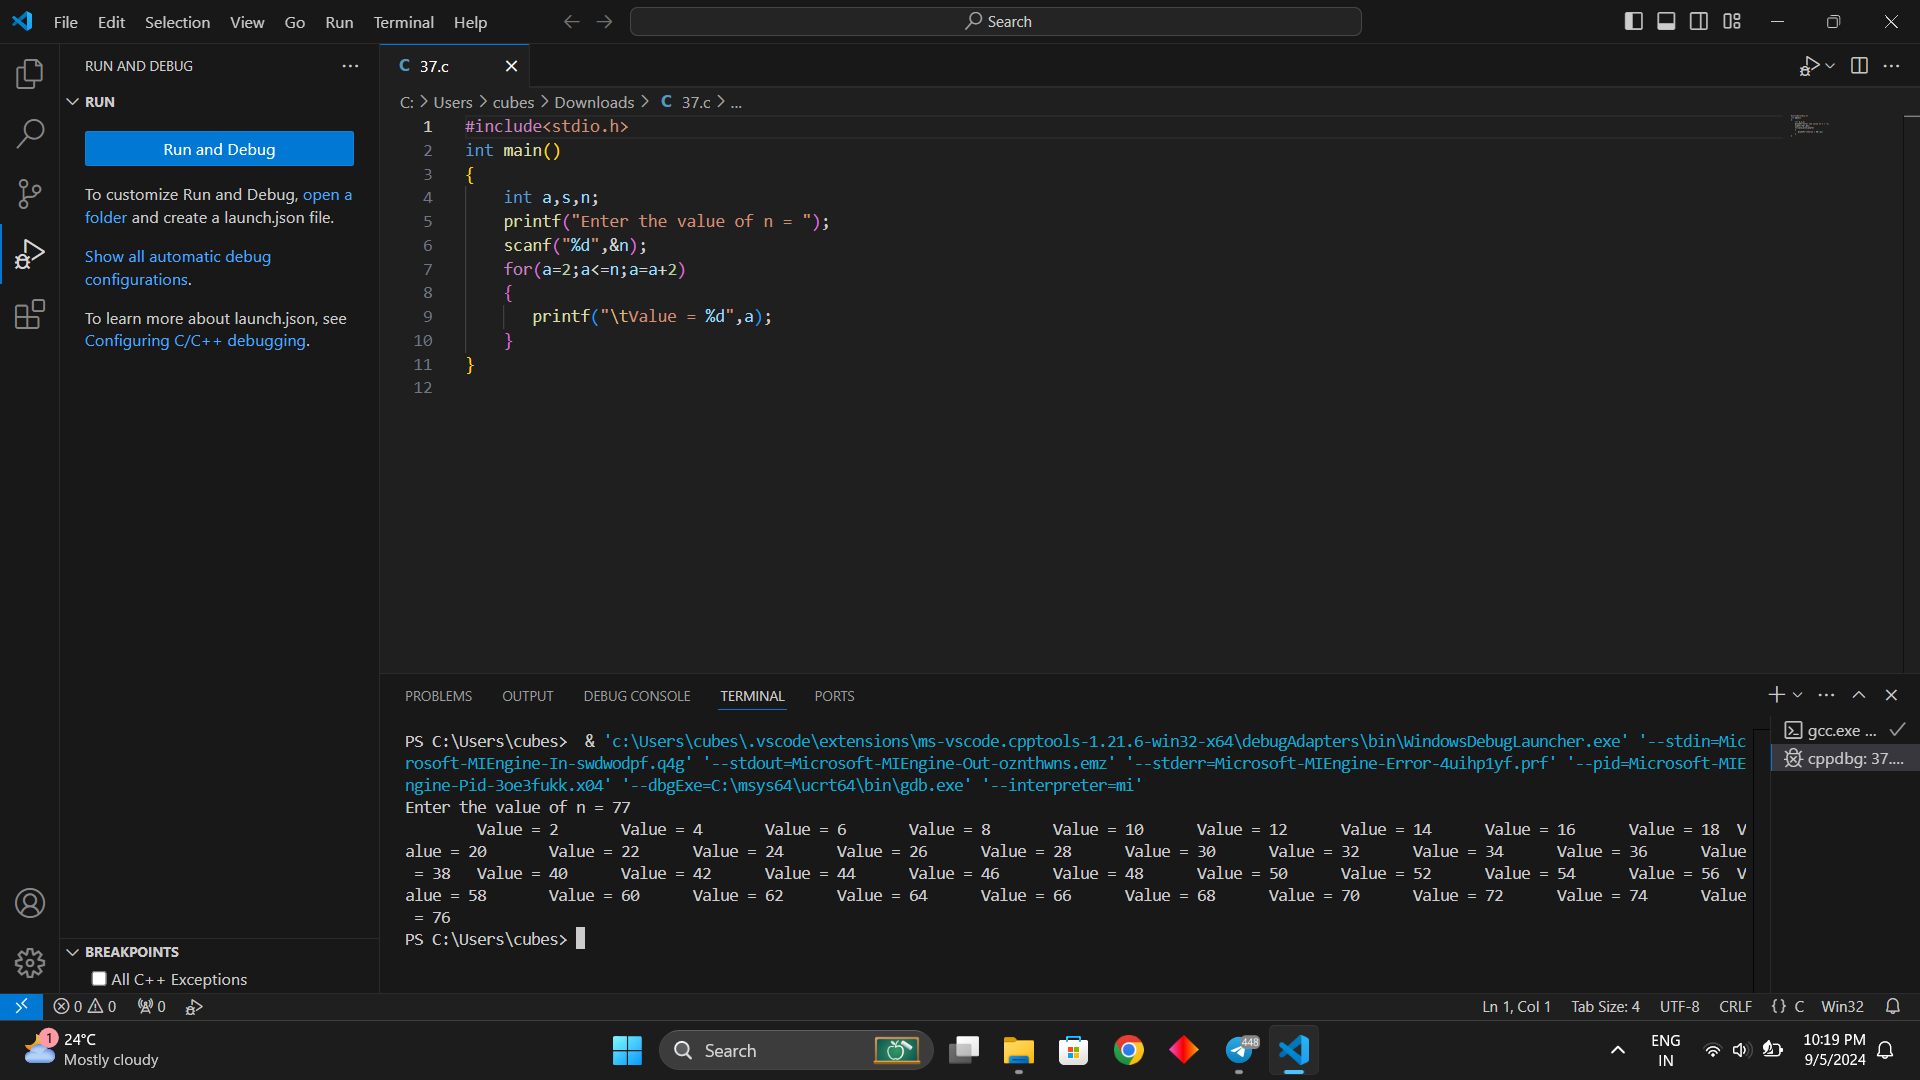 File Edit Selection View Go Run Terminal Help
Search
RUN AND DEBUG
RUN
Run and Debug
To customize Run and Debug, open a
folder and create a launch.json file.
Show all automatic debug
configurations.
To learn more about launch.json, see
Configuring C/C++ debugging.
BREAKPOINTS
All C++ Exceptions
C 37.c
C: > Users > cubes > Downloads > C 37.c > ...
1 #include<stdio.h>
2 int main()
3 {
4 int a,s,n;
5 printf("Enter the value of n = ");
6 scanf("%d",&n);
7 for(a=2;a<=n;a=a+2)
8 {
9 printf("\tValue = %d",a);
10 }
11 }
12
PROBLEMS OUTPUT DEBUG CONSOLE TERMINAL PORTS
PS C:\Users\cubes>  & 'c:\Users\cubes\.vscode\extensions\ms-vscode.cpptools-1.21.6-win32-x64\debugAdapters\bin\WindowsDebugLauncher.exe' '--stdin=Mic
rosoft-MIEngine-In-swdwodpf.q4g' '--stdout=Microsoft-MIEngine-Out-oznthwns.emz' '--stderr=Microsoft-MIEngine-Error-4uihp1yf.prf' '--pid=Microsoft-MIE
ngine-Pid-3oe3fukk.x04' '--dbgExe=C:\msys64\ucrt64\bin\gdb.exe' '--interpreter=mi'
Enter the value of n = 77
Value = 2 Value = 4 Value = 6 Value = 8 Value = 10 Value = 12 Value = 14 Value = 16 Value = 18 V
alue = 20 Value = 22 Value = 24 Value = 26 Value = 28 Value = 30 Value = 32 Value = 34 Value = 36 Value
= 38 Value = 40 Value = 42 Value = 44 Value = 46 Value = 48 Value = 50 Value = 52 Value = 54 Value = 56 V
alue = 58 Value = 60 Value = 62 Value = 64 Value = 66 Value = 68 Value = 70 Value = 72 Value = 74 Value
= 76
PS C:\Users\cubes>
gcc.exe ...
cppdbg: 37....
0 0 0
Ln 1, Col 1 Tab Size: 4 UTF-8 CRLF {} C Win32
1
24°C
Mostly cloudy
Search
448
ENG
IN
10:19 PM
9/5/2024